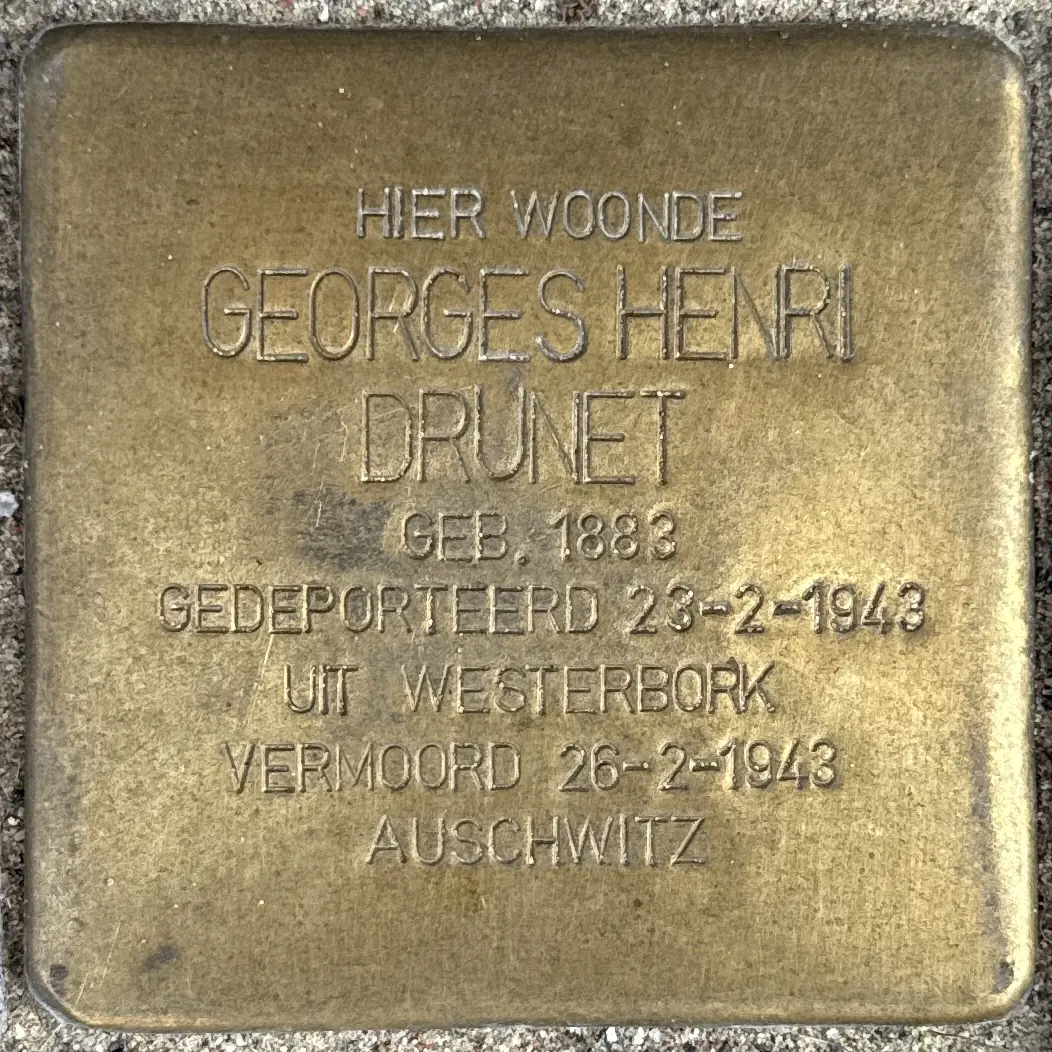 HIER WOONDE
GEORGES HENRI
DRUNET
GEB. 1883
GEDEPORTEERD 23-2-1943
UIT WESTERBORK
VERMOORD 26-2-1943
AUSCHWITZ